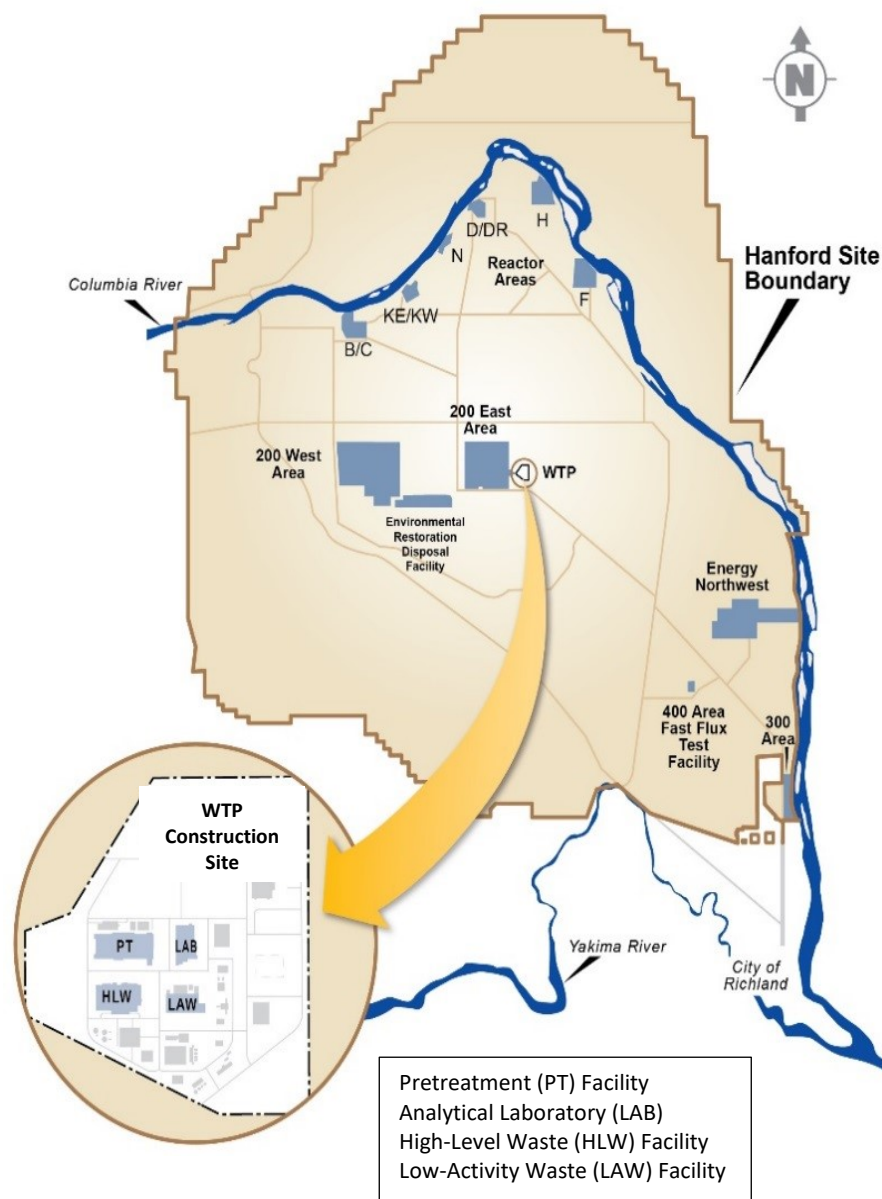 N
H
D/DR
N
Reactor
Areas
F
Hanford Site
Boundary
Columbia River
KE/KW
B/C
200 East
Area
200 West
Area
WTP
Environmental
Restoration
Disposal
Facility
Energy
Northwest
400 Area
Fast Flux
Test
Facility
300
Area
WTP
Construction
Site
PT
LAB
HLW
LAW
Yakima River
City of
Richland
Pretreatment (PT) Facility
Analytical Laboratory (LAB)
High-Level Waste (HLW) Facility
Low-Activity Waste (LAW) Facility